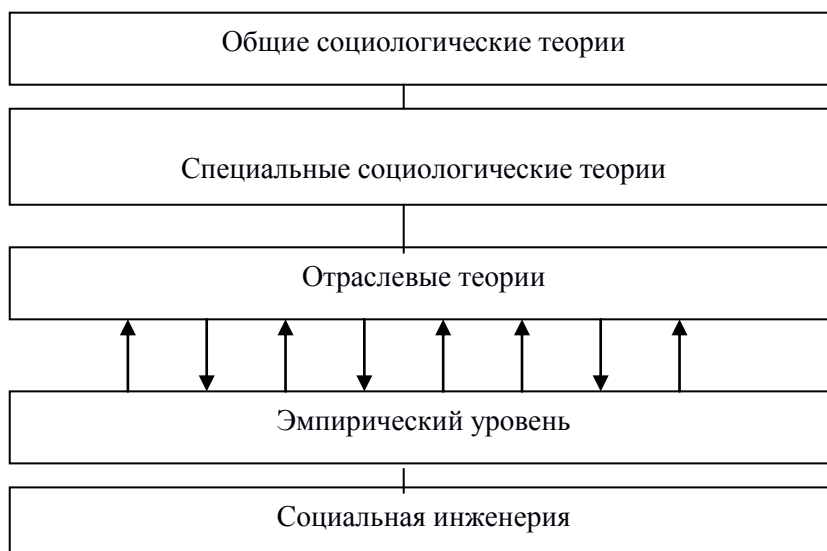 Общие социологические теории
Специальные социологические теории
Отраслевые теории
Эмпирический уровень
Социальная инженерия